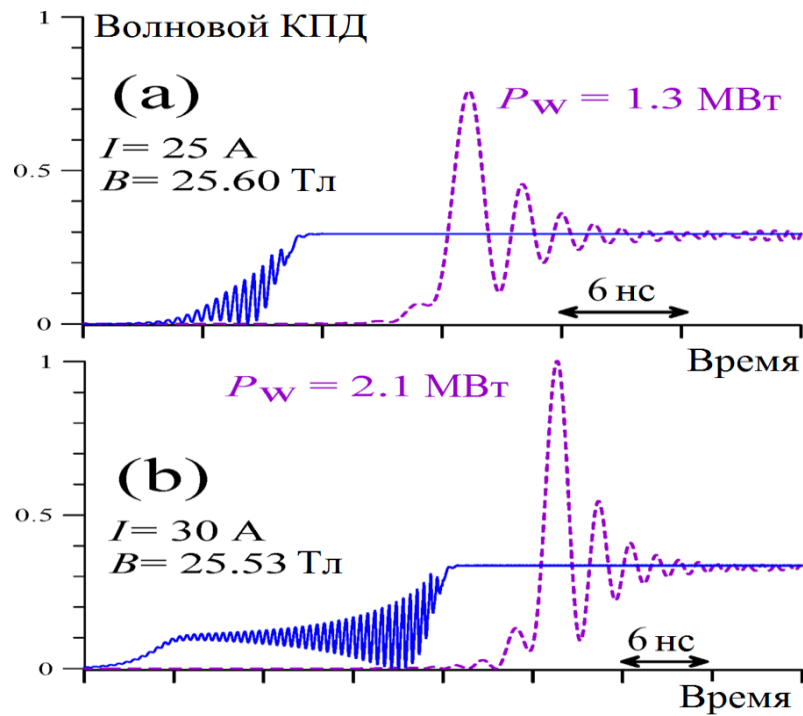 1
Волновой КПД
(a)
P_W = 1.3 МВт
I= 25 А
B= 25.60 Тл
0.5
6 нс
0
Время
1
P_W = 2.1 МВт
(b)
I= 30 А
B= 25.53 Тл
0.5
6 нс
0
Время